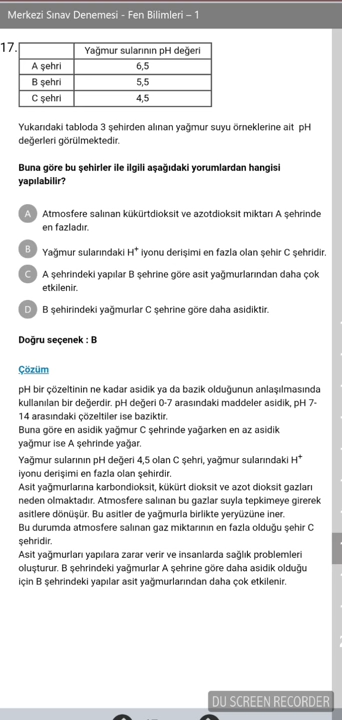 Merkezi Sınav Denemesi - Fen Bilimleri – 1
17.
Yağmur sularının pH değeri
A şehri 6,5
B şehri 5,5
C şehri 4,5
Yukarıdaki tabloda 3 şehirden alınan yağmur suyu örneklerine ait pH
değerleri görülmektedir.
Buna göre bu şehirler ile ilgili aşağıdaki yorumlardan hangisi
yapılabilir?
A Atmosfere salınan kükürtdioksit ve azotdioksit miktarı A şehrinde
en fazladır.
B Yağmur sularındaki H⁺ iyonu derişimi en fazla olan şehir C şehridir.
C A şehrindeki yapılar B şehrine göre asit yağmurlarından daha çok
etkilenir.
D B şehirindeki yağmurlar C şehrine göre daha asidiktir.
Doğru seçenek : B
Çözüm
pH bir çözeltinin ne kadar asidik ya da bazik olduğunun anlaşılmasında
kullanılan bir değerdir. pH değeri 0-7 arasındaki maddeler asidik, pH 7-
14 arasındaki çözeltiler ise baziktir.
Buna göre en asidik yağmur C şehrinde yağarken en az asidik
yağmur ise A şehrinde yağar.
Yağmur sularının pH değeri 4,5 olan C şehri, yağmur sularındaki H⁺
iyonu derişimi en fazla olan şehirdir.
Asit yağmurlarına karbondioksit, kükürt dioksit ve azot dioksit gazları
neden olmaktadır. Atmosfere salınan bu gazlar suyla tepkimeye girerek
asitlere dönüşür. Bu asitler de yağmurla birlikte yeryüzüne iner.
Bu durumda atmosfere salınan gaz miktarının en fazla olduğu şehir C
şehridir.
Asit yağmurları yapılara zarar verir ve insanlarda sağlık problemleri
oluşturur. B şehrindeki yağmurlar A şehrine göre daha asidik olduğu
için B şehrindeki yapılar asit yağmurlarından daha çok etkilenir.
DU SCREEN RECORDER